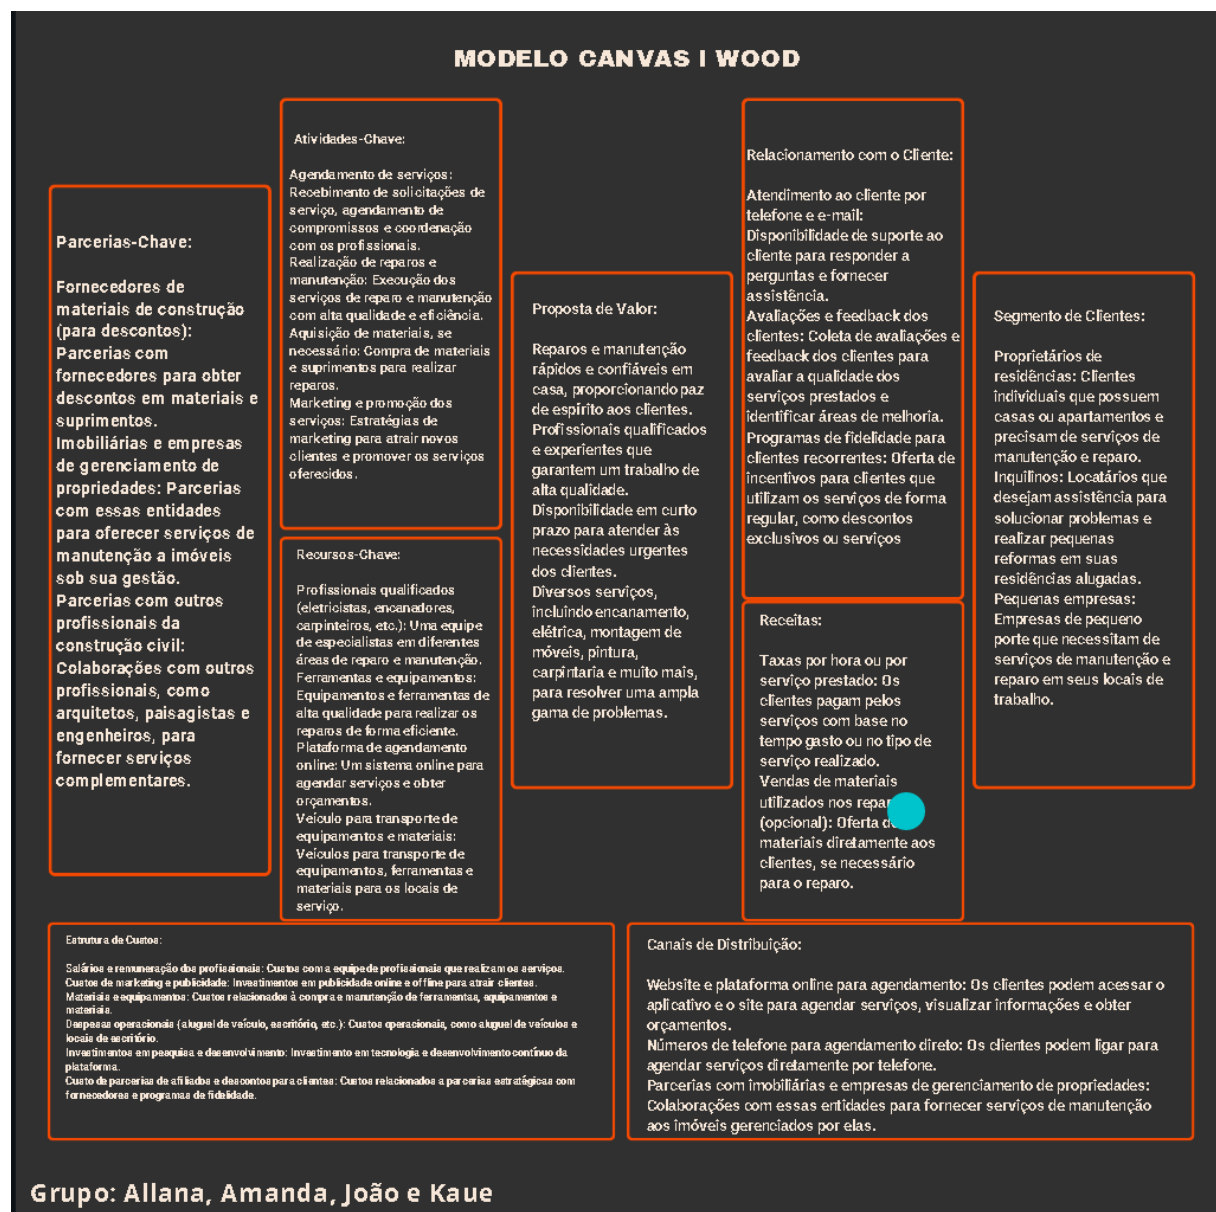 MODELO CANVAS I WOOD
Parcerias-Chave:
Fornecedores de
materiais de construção
(para descontos):
Parcerias com
fornecedores para obter
descontos em materiais e
suprimentos.
Imobiliárias e empresas
de gerenciamento de
propriedades: Parcerias
com essas entidades
para oferecer serviços de
manutenção a imóveis
sob sua gestão.
Parcerias com outros
profissionais da
construção civil:
Colaborações com outros
profissionais, como
arquitetos, paisagistas e
engenheiros, para
fornecer serviços
complementares.
Atividades-Chave:
Agendamento de serviços:
Recebimento de solicitações de
serviço, agendamento de
compromissos e coordenação
com os profissionais.
Realização de reparos e
manutenção: Execução dos
serviços de reparo e manutenção
com alta qualidade e eficiência.
Aquisição de materiais, se
necessário: Compra de materiais
e suprimentos para realizar
reparos.
Marketing e promoção dos
serviços: Estratégias de
marketing para atrair novos
clientes e promover os serviços
oferecidos.
Recursos-Chave:
Profissionais qualificados
(eletricistas, encanadores,
carpinteiros, etc.): Uma equipe
de especialistas em diferentes
áreas de reparo e manutenção.
Ferramentas e equipamentos:
Equipamentos e ferramentas de
alta qualidade para realizar os
reparos de forma eficiente.
Plataforma de agendamento
online: Um sistema online para
agendar serviços e obter
orçamentos.
Veículo para transporte de
equipamentos e materiais:
Veículos para transporte de
equipamentos, ferramentas e
materiais para os locais de
serviço.
Proposta de Valor:
Reparos e manutenção
rápidos e confiáveis em
casa, proporcionando paz
de espírito aos clientes.
Profissionais qualificados
e experientes que
garantem um trabalho de
alta qualidade.
Disponibilidade em curto
prazo para atender às
necessidades urgentes
dos clientes.
Diversos serviços,
incluindo encanamento,
elétrica, montagem de
móveis, pintura,
carpintaria e muito mais,
para resolver uma ampla
gama de problemas.
Relacionamento com o Cliente:
Atendimento ao cliente por
telefone e e-mail:
Disponibilidade de suporte ao
cliente para responder a
perguntas e fornecer
assistência.
Avaliações e feedback dos
clientes: Coleta de avaliações e
feedback dos clientes para
avaliar a qualidade dos
serviços prestados e
identificar áreas de melhoria.
Programas de fidelidade para
clientes recorrentes: Oferta de
incentivos para clientes que
utilizam os serviços de forma
regular, como descontos
exclusivos ou serviços
Receitas:
Taxas por hora ou por
serviço prestado: Os
clientes pagam pelos
serviços com base no
tempo gasto ou no tipo de
serviço realizado.
Vendas de materiais
utilizados nos
(opcional): Oferta
materiais diretamente aos
clientes, se necessário
para o reparo.
Segmento de Clientes:
Proprietários de
residências: Clientes
individuais que possuem
casas ou apartamentos e
precisam de serviços de
manutenção e reparo.
Inquilinos: Locatários que
desejam assistência para
solucionar problemas e
realizar pequenas
reformas em suas
residências alugadas.
Pequenas empresas:
Empresas de pequeno
porte que necessitam de
serviços de manutenção e
reparo em seus locais de
trabalho.
Estrutura de Custos:
Salários e remuneração dos profissionais: Custos com a equipe de profissionais que realizam os serviços.
Custos de marketing e publicidade: Investimentos em publicidade online e offline para atrair clientes.
Materiais e equipamentos: Custos relacionados à compra e manutenção de ferramentas, equipamentos e
materiais.
Despesas operacionais (aluguel de veículo, escritório, etc.): Custos operacionais, como aluguel de veículos e
locais de escritório.
Investimentos em pesquisa e desenvolvimento: Investimento em tecnologia e desenvolvimento contínuo da
plataforma.
Custo de parcerias de afiliados e descontos para clientes: Custos relacionados a parcerias estratégicas com
fornecedores e programas de fidelidade.
Canais de Distribuição:
Website e plataforma online para agendamento: Os clientes podem acessar o
aplicativo e o site para agendar serviços, visualizar informações e obter
orçamentos.
Números de telefone para agendamento direto: Os clientes podem ligar para
agendar serviços diretamente por telefone.
Parcerias com imobiliárias e empresas de gerenciamento de propriedades:
Colaborações com essas entidades para fornecer serviços de manutenção
aos imóveis gerenciados por elas.
Grupo: Allana, Amanda, João e Kaue